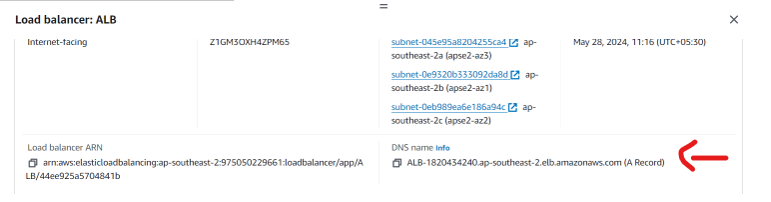 Load balancer: ALB
Internet-facing
Z1GM3OXH4ZPM65
subnet-045e95a8204255ca4 ap-
southeast-2a (apse2-az3)
subnet-0e9320b333092da8d ap-
southeast-2b (apse2-az1)
subnet-0eb989ea6e186a94c ap-
southeast-2c (apse2-az2)
May 28, 2024, 11:16 (UTC+05:30)
Load balancer ARN
arn:aws:elasticloadbalancing:ap-southeast-2:975050229661:loadbalancer/app/A
LB/44ee925a5704841b
DNS name Info
ALB-1820434240.ap-southeast-2.elb.amazonaws.com (A Record)